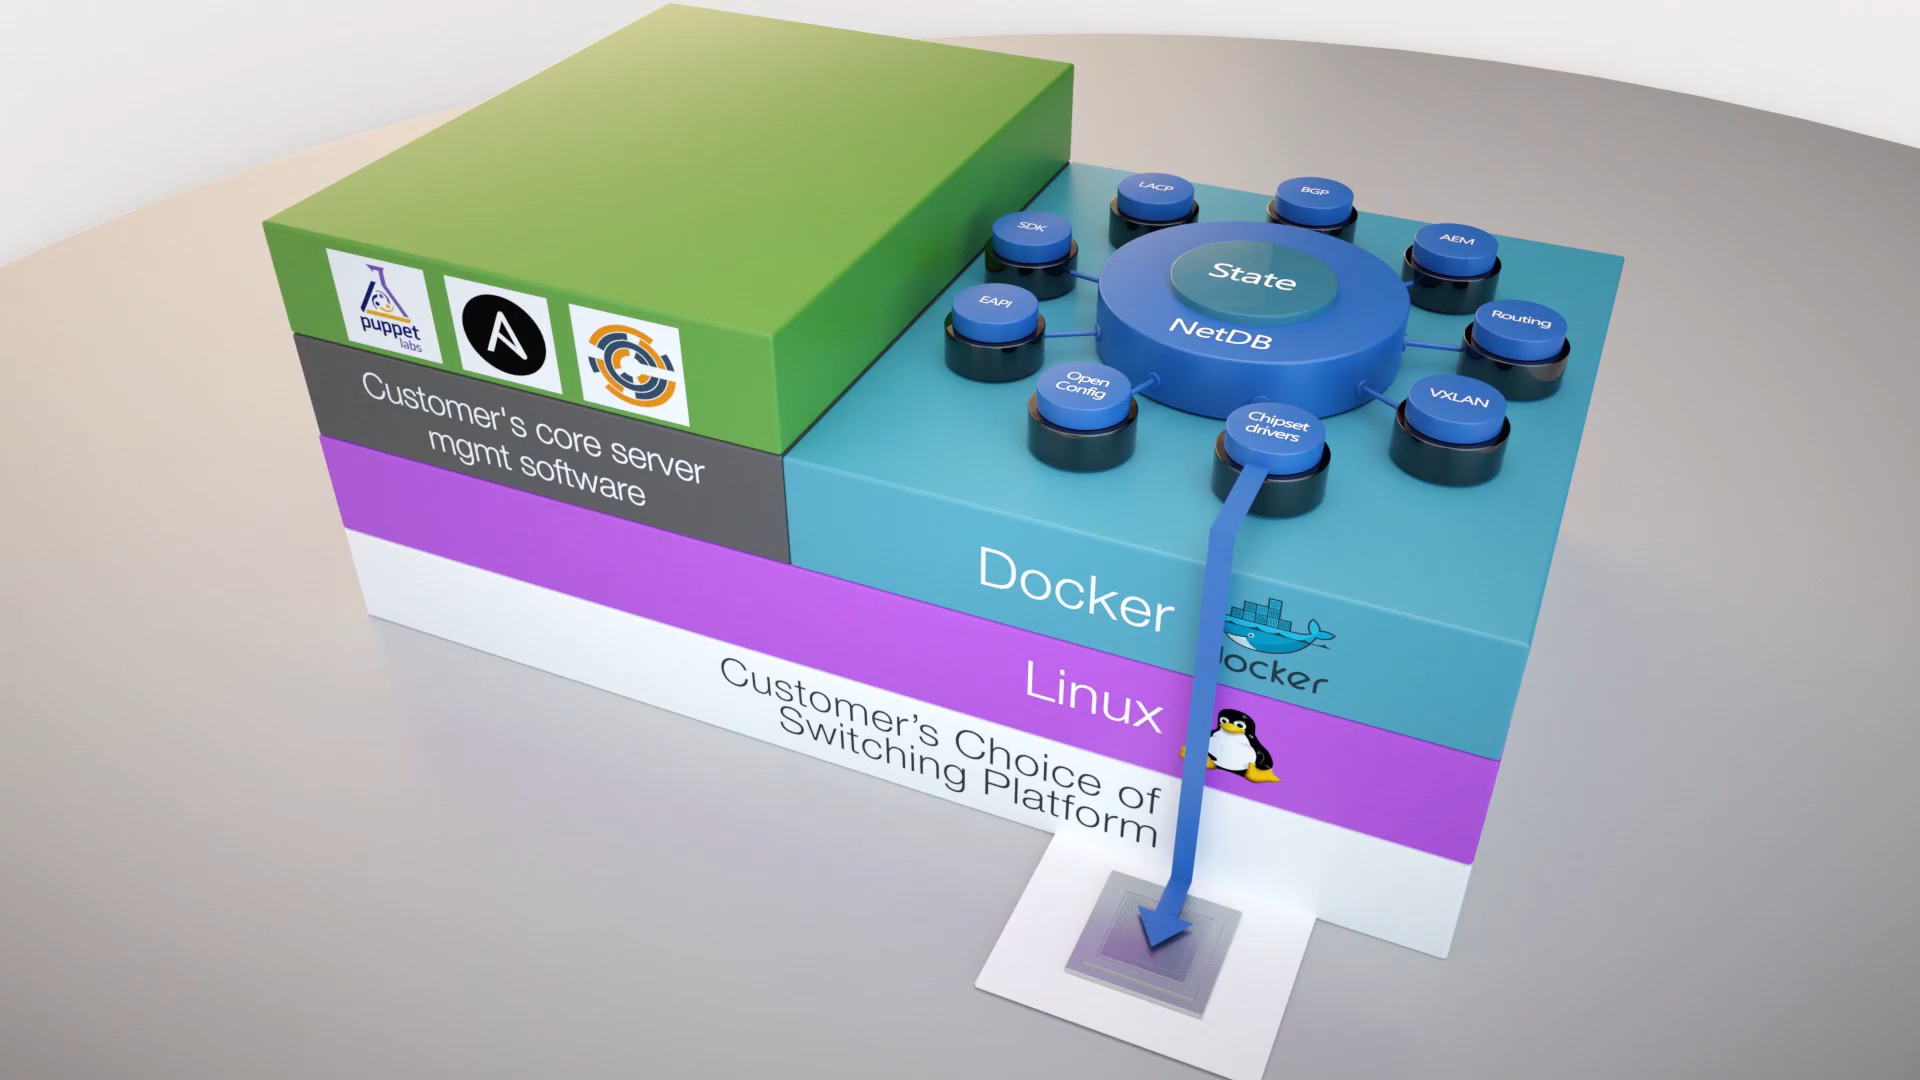 LACP
BGP
SDK
AEM
State
EAPI
NetDB
Routing
Open
Config
VXLAN
Chipset
drivers
puppet
labs
Customer's core server
mgmt software
Docker
docker
Linux
Customer’s Choice of
Switching Platform